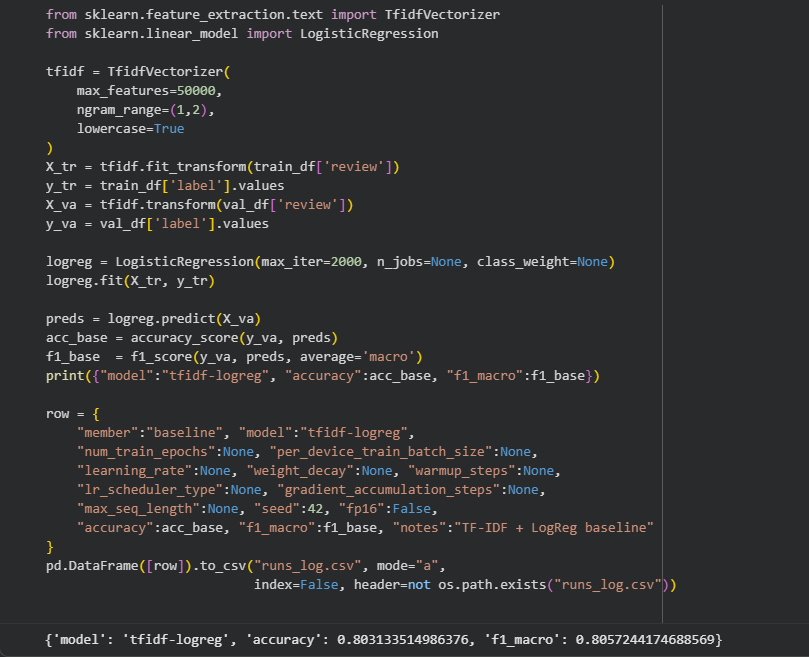 from sklearn.feature_extraction.text import TfidfVectorizer
from sklearn.linear_model import LogisticRegression
tfidf = TfidfVectorizer(
    max_features=50000,
    ngram_range=(1,2),
    lowercase=True
)
X_tr = tfidf.fit_transform(train_df['review'])
y_tr = train_df['label'].values
X_va = tfidf.transform(val_df['review'])
y_va = val_df['label'].values
logreg = LogisticRegression(max_iter=2000, n_jobs=None, class_weight=None)
logreg.fit(X_tr, y_tr)
preds = logreg.predict(X_va)
acc_base = accuracy_score(y_va, preds)
f1_base  = f1_score(y_va, preds, average='macro')
print({"model":"tfidf-logreg", "accuracy":acc_base, "f1_macro":f1_base})
row = {
    "member":"baseline", "model":"tfidf-logreg",
    "num_train_epochs":None, "per_device_train_batch_size":None,
    "learning_rate":None, "weight_decay":None, "warmup_steps":None,
    "lr_scheduler_type":None, "gradient_accumulation_steps":None,
    "max_seq_length":None, "seed":42, "fp16":False,
    "accuracy":acc_base, "f1_macro":f1_base, "notes":"TF-IDF + LogReg baseline"
}
pd.DataFrame([row]).to_csv("runs_log.csv", mode="a",
                           index=False, header=not os.path.exists("runs_log.csv"))
{'model': 'tfidf-logreg', 'accuracy': 0.803133514986376, 'f1_macro': 0.8057244174688569}